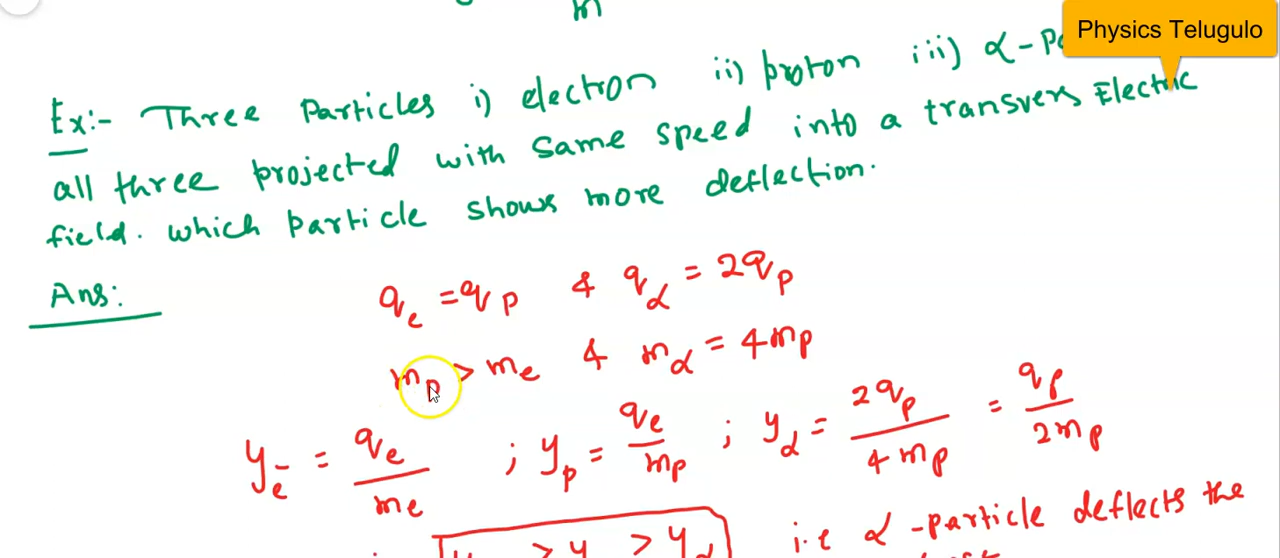 Physics Telugulo
Ex:- Three Particles i) electron ii) proton iii) α-
all three projected with same speed into a transvers Electric
field. which particle shows more deflection.
Ans:
qe = qp & qα = 2qp
mp > me & mα = 4mp
ye- = qe/me ; yp = qe/mp ; yα = 2qp/4mp = qp/2mp
> y > yα i.e α-particle deflects the